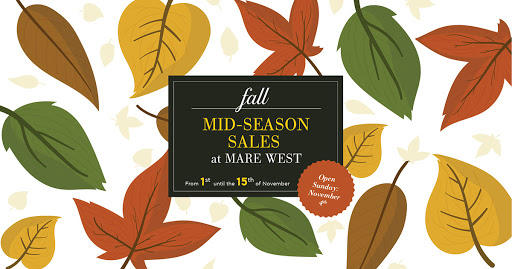 fall
MID-SEASON
SALES
at MARE WEST
From 1st until the 15th of November
Open
Sunday:
November
4th